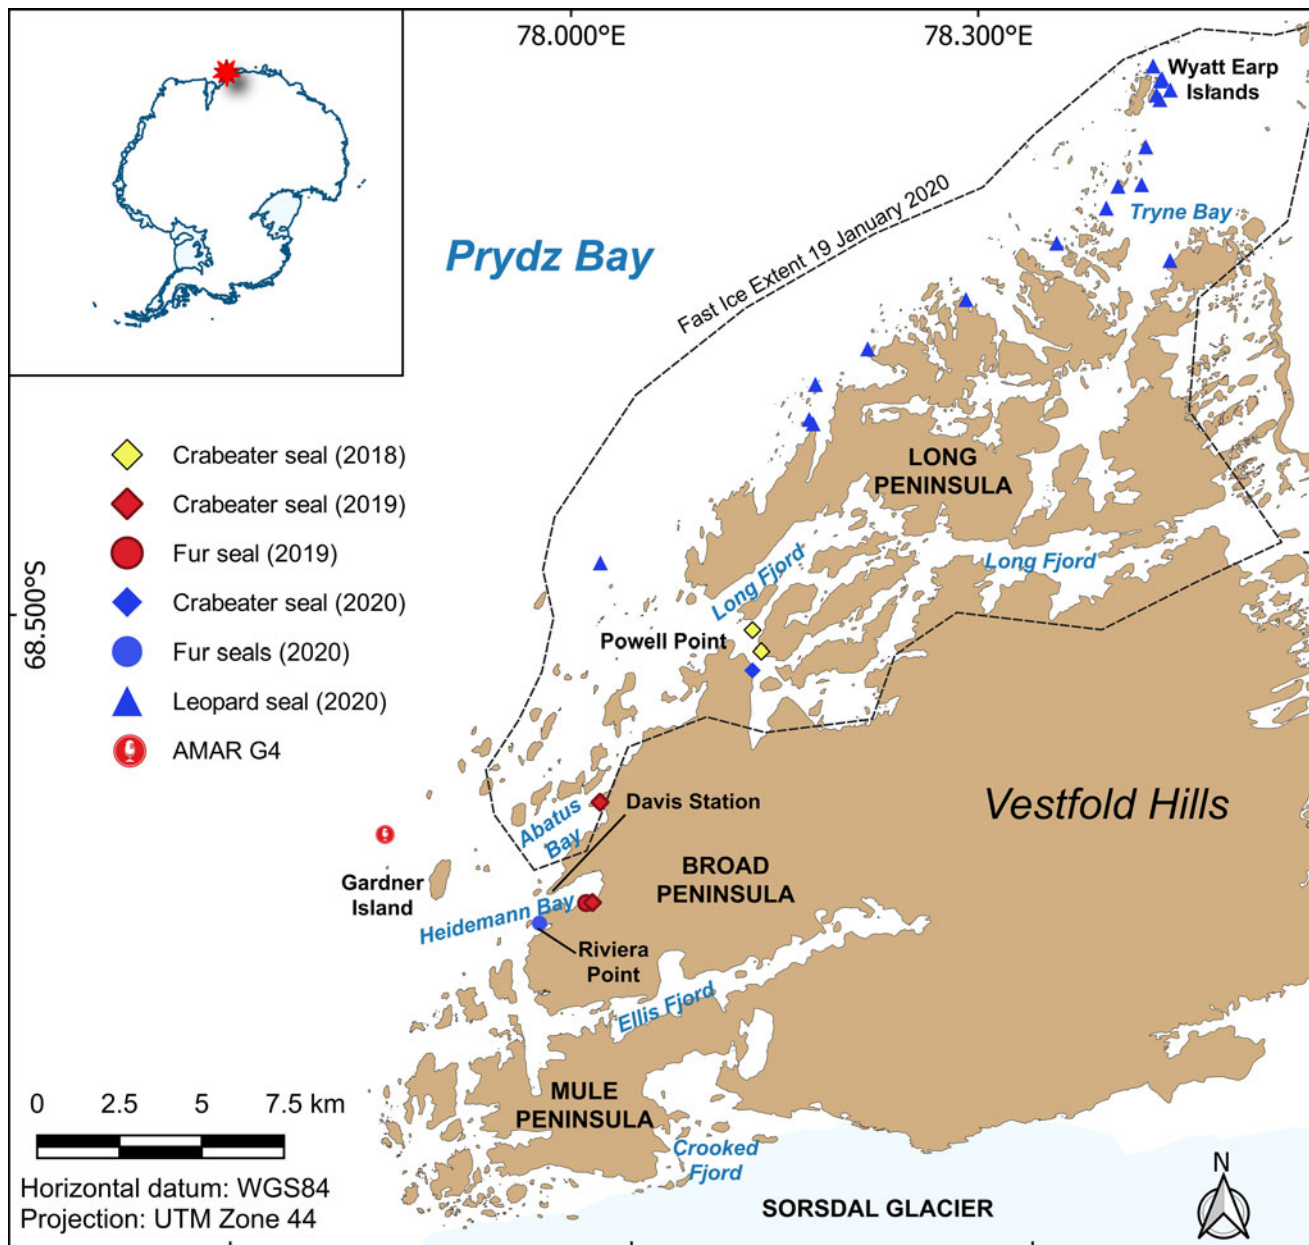 78.000°E
78.300°E
Wyatt Earp
Islands
Fast Ice Extent 19 January 2020
Tryne Bay
Prydz Bay
Crabeater seal (2018)
Crabeater seal (2019)
Fur seal (2019)
Crabeater seal (2020)
Fur seals (2020)
Leopard seal (2020)
AMAR G4
68.500°S
LONG
PENINSULA
Long Fjord
Long Fjord
Powell Point
Davis Station
Vestfold Hills
Abatus
Bay
BROAD
PENINSULA
Gardner
Island
Heidemann Bay
Riviera
Point
Ellis Fjord
MULE
PENINSULA
Crooked
Fjord
SORSDAL GLACIER
0 2.5 5 7.5 km
Horizontal datum: WGS84
Projection: UTM Zone 44
N